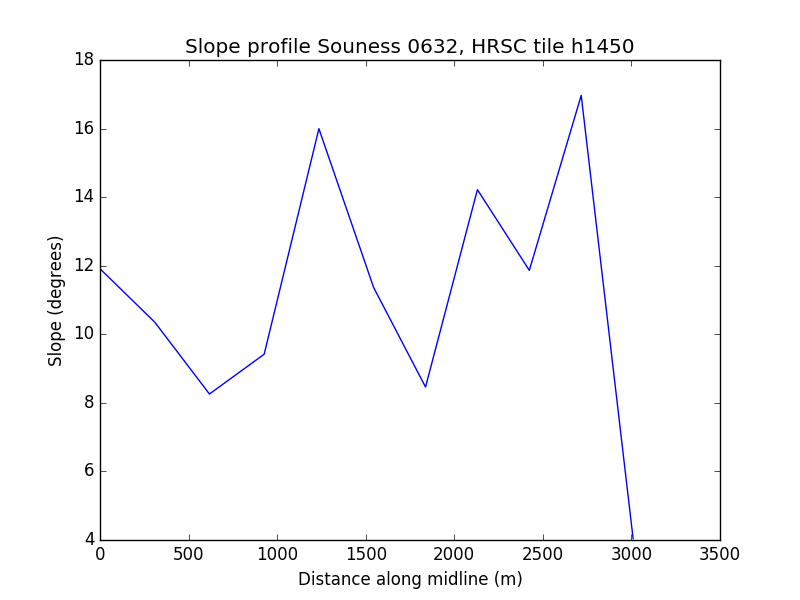 Slope profile Souness 0632, HRSC tile h1450
18
16
14
12
10
8
6
4
Slope (degrees)
0 500 1000 1500 2000 2500 3000 3500
Distance along midline (m)